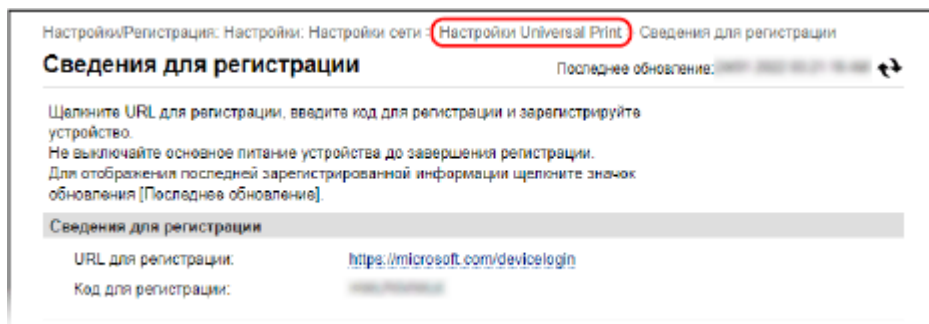 Настройки/Регистрация: Настройки: Настройки сети > Настройки Universal Print > Сведения для регистрации
Сведения для регистрации
Последнее обновление:
Щелкните URL для регистрации, введите код для регистрации и зарегистрируйте
устройство.
Не выключайте основное питание устройства до завершения регистрации.
Для отображения последней зарегистрированной информации щелкните значок
обновления [Последнее обновление].
Сведения для регистрации
URL для регистрации: https://microsoft.com/devicelogin
Код для регистрации: